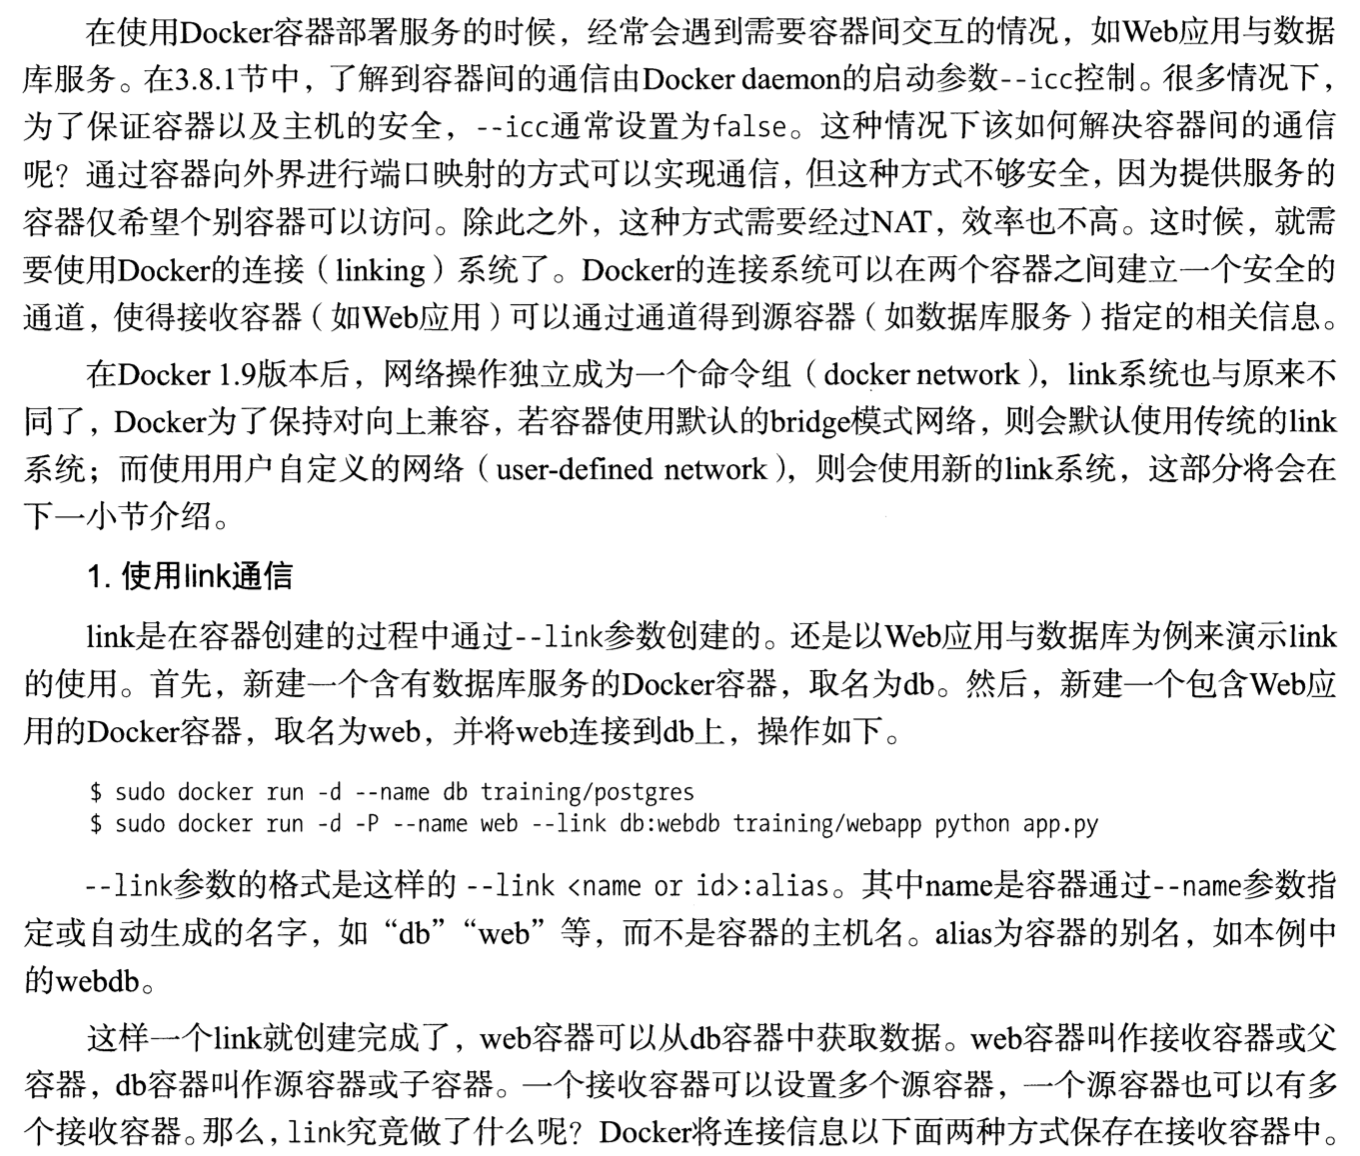 在使用Docker容器部署服务的时候，经常会遇到需要容器间交互的情况，如Web应用与数据
库服务。在3.8.1节中，了解到容器间的通信由Docker daemon的启动参数--icc控制。很多情况下，
为了保证容器以及主机的安全，--icc通常设置为false。这种情况下该如何解决容器间的通信
呢？通过容器向外界进行端口映射的方式可以实现通信，但这种方式不够安全，因为提供服务的
容器仅希望个别容器可以访问。除此之外，这种方式需要经过NAT，效率也不高。这时候，就需
要使用Docker的连接（linking）系统了。Docker的连接系统可以在两个容器之间建立一个安全的
通道，使得接收容器（如Web应用）可以通过通道得到源容器（如数据库服务）指定的相关信息。
在Docker 1.9版本后，网络操作独立成为一个命令组（docker network），link系统也与原来不
同了，Docker为了保持对向上兼容，若容器使用默认的bridge模式网络，则会默认使用传统的link
系统；而使用用户自定义的网络（user-defined network），则会使用新的link系统，这部分将会在
下一小节介绍。
1. 使用link通信
link是在容器创建的过程中通过--link参数创建的。还是以Web应用与数据库为例来演示link
的使用。首先，新建一个含有数据库服务的Docker容器，取名为db。然后，新建一个包含Web应
用的Docker容器，取名为web，并将web连接到db上，操作如下。
$ sudo docker run -d --name db training/postgres
$ sudo docker run -d -P --name web --link db:webdb training/webapp python app.py
--link参数的格式是这样的 --link <name or id>:alias。其中name是容器通过--name参数指
定或自动生成的名字，如“db”“web”等，而不是容器的主机名。alias为容器的别名，如本例中
的webdb。
这样一个link就创建完成了，web容器可以从db容器中获取数据。web容器叫作接收容器或父
容器，db容器叫作源容器或子容器。一个接收容器可以设置多个源容器，一个源容器也可以有多
个接收容器。那么，link究竟做了什么呢？Docker将连接信息以下面两种方式保存在接收容器中。